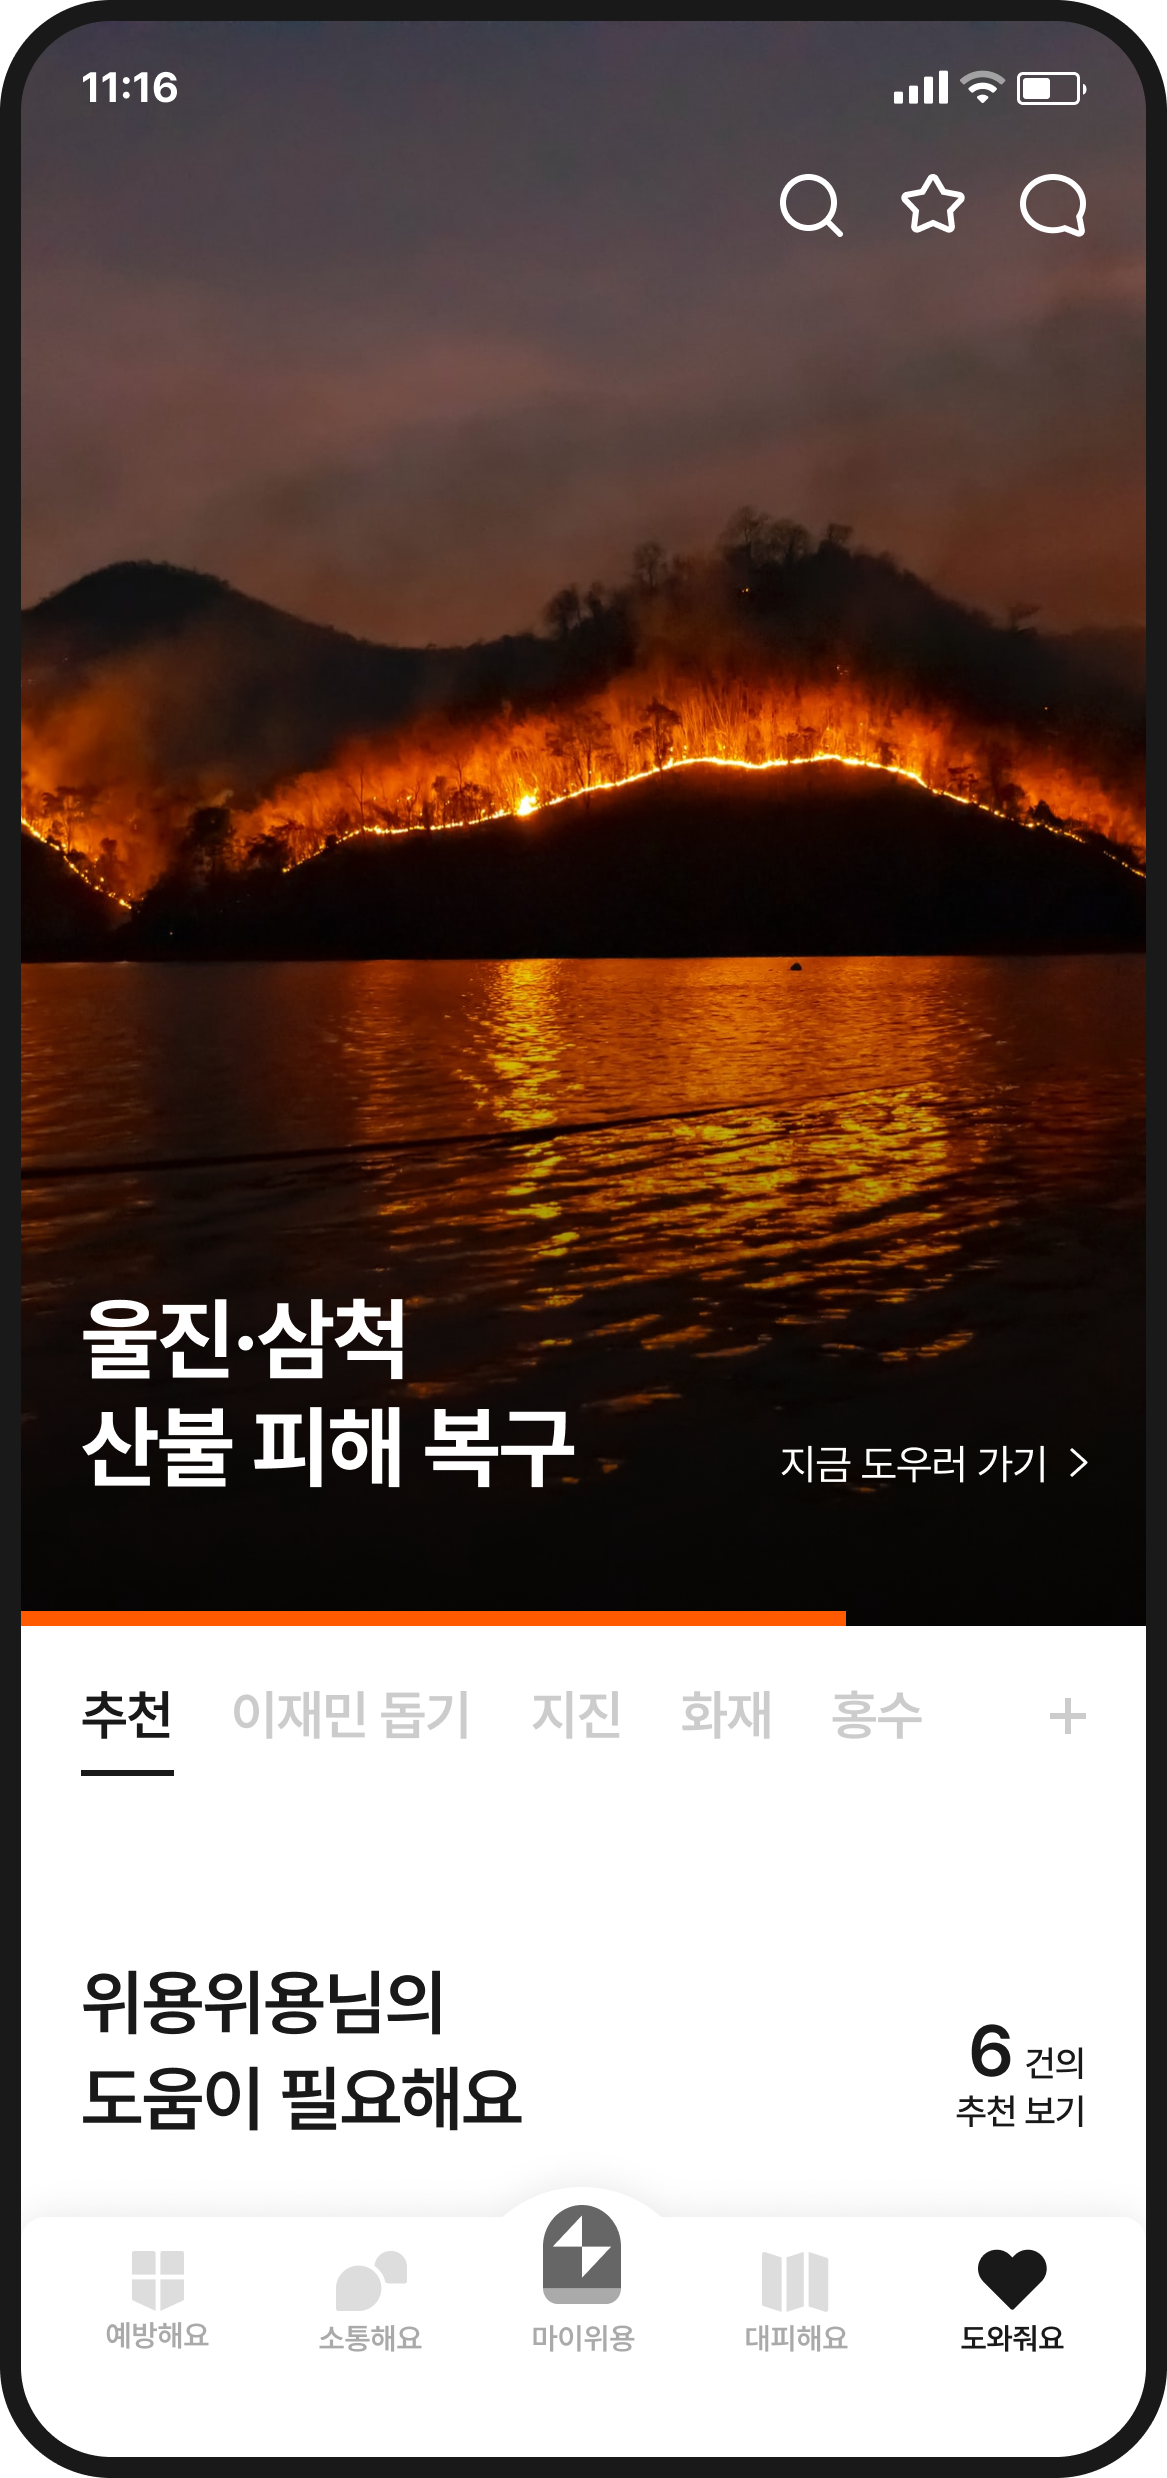 11:16
울진·삼척
산불 피해 복구
지금 도우러 가기
추천 이재민 돕기 지진 화재 홍수
위용위용님의
도움이 필요해요
6 건의
추천 보기
예방해요 소통해요 마이위용 대피해요 도와줘요